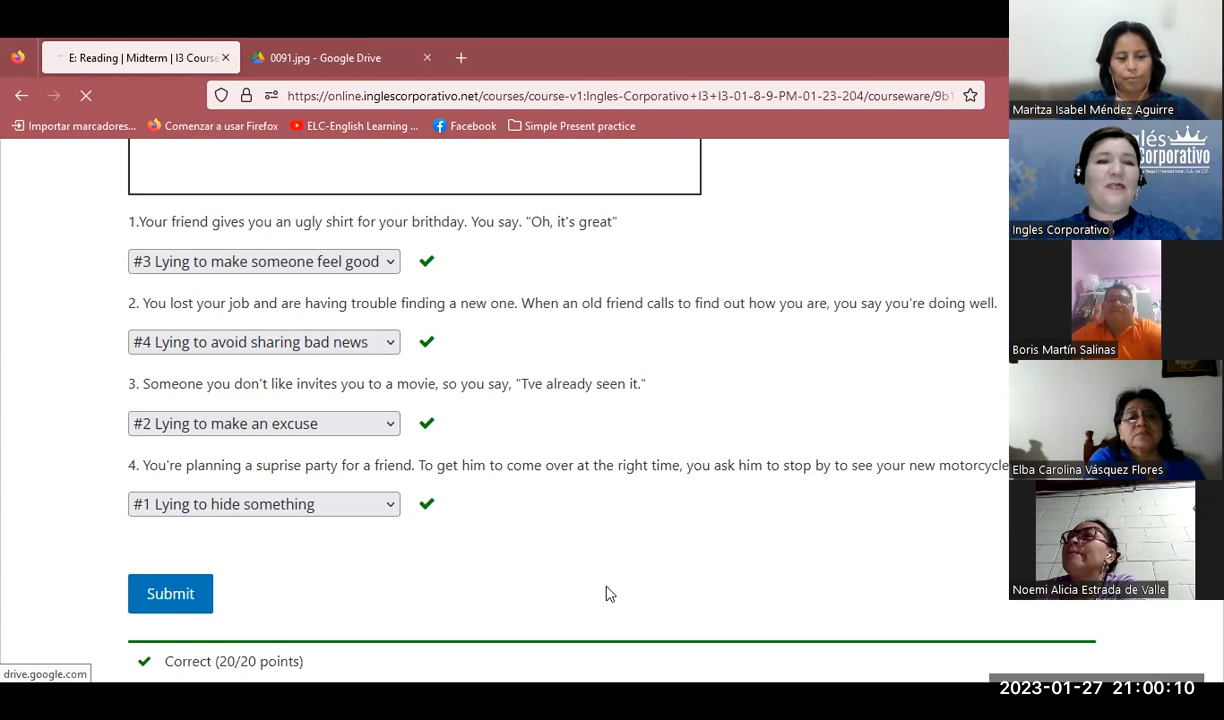 E: Reading | Midterm | I3 Course
0091.jpg - Google Drive
https://online.inglescorporativo.net/courses/course-v1:Ingles-Corporativo+I3+I3-01-8-9-PM-01-23-204/courseware/9b1
Importar marcadores...
Comenzar a usar Firefox
ELC-English Learning ...
Facebook
Simple Present practice
1.Your friend gives you an ugly shirt for your brithday. You say. "Oh, it's great"
#3 Lying to make someone feel good
2. You lost your job and are having trouble finding a new one. When an old friend calls to find out how you are, you say you're doing well.
#4 Lying to avoid sharing bad news
3. Someone you don't like invites you to a movie, so you say, "Tve already seen it."
#2 Lying to make an excuse
4. You're planning a suprise party for a friend. To get him to come over at the right time, you ask him to stop by to see your new motorcycle
#1 Lying to hide something
Submit
Correct (20/20 points)
drive.google.com
Maritza Isabel Méndez Aguirre
glés
Corporativo
Ingles Corporativo
Boris Martín Salinas
Elba Carolina Vásquez Flores
Noemi Alicia Estrada de Valle
2023-01-27 21:00:10